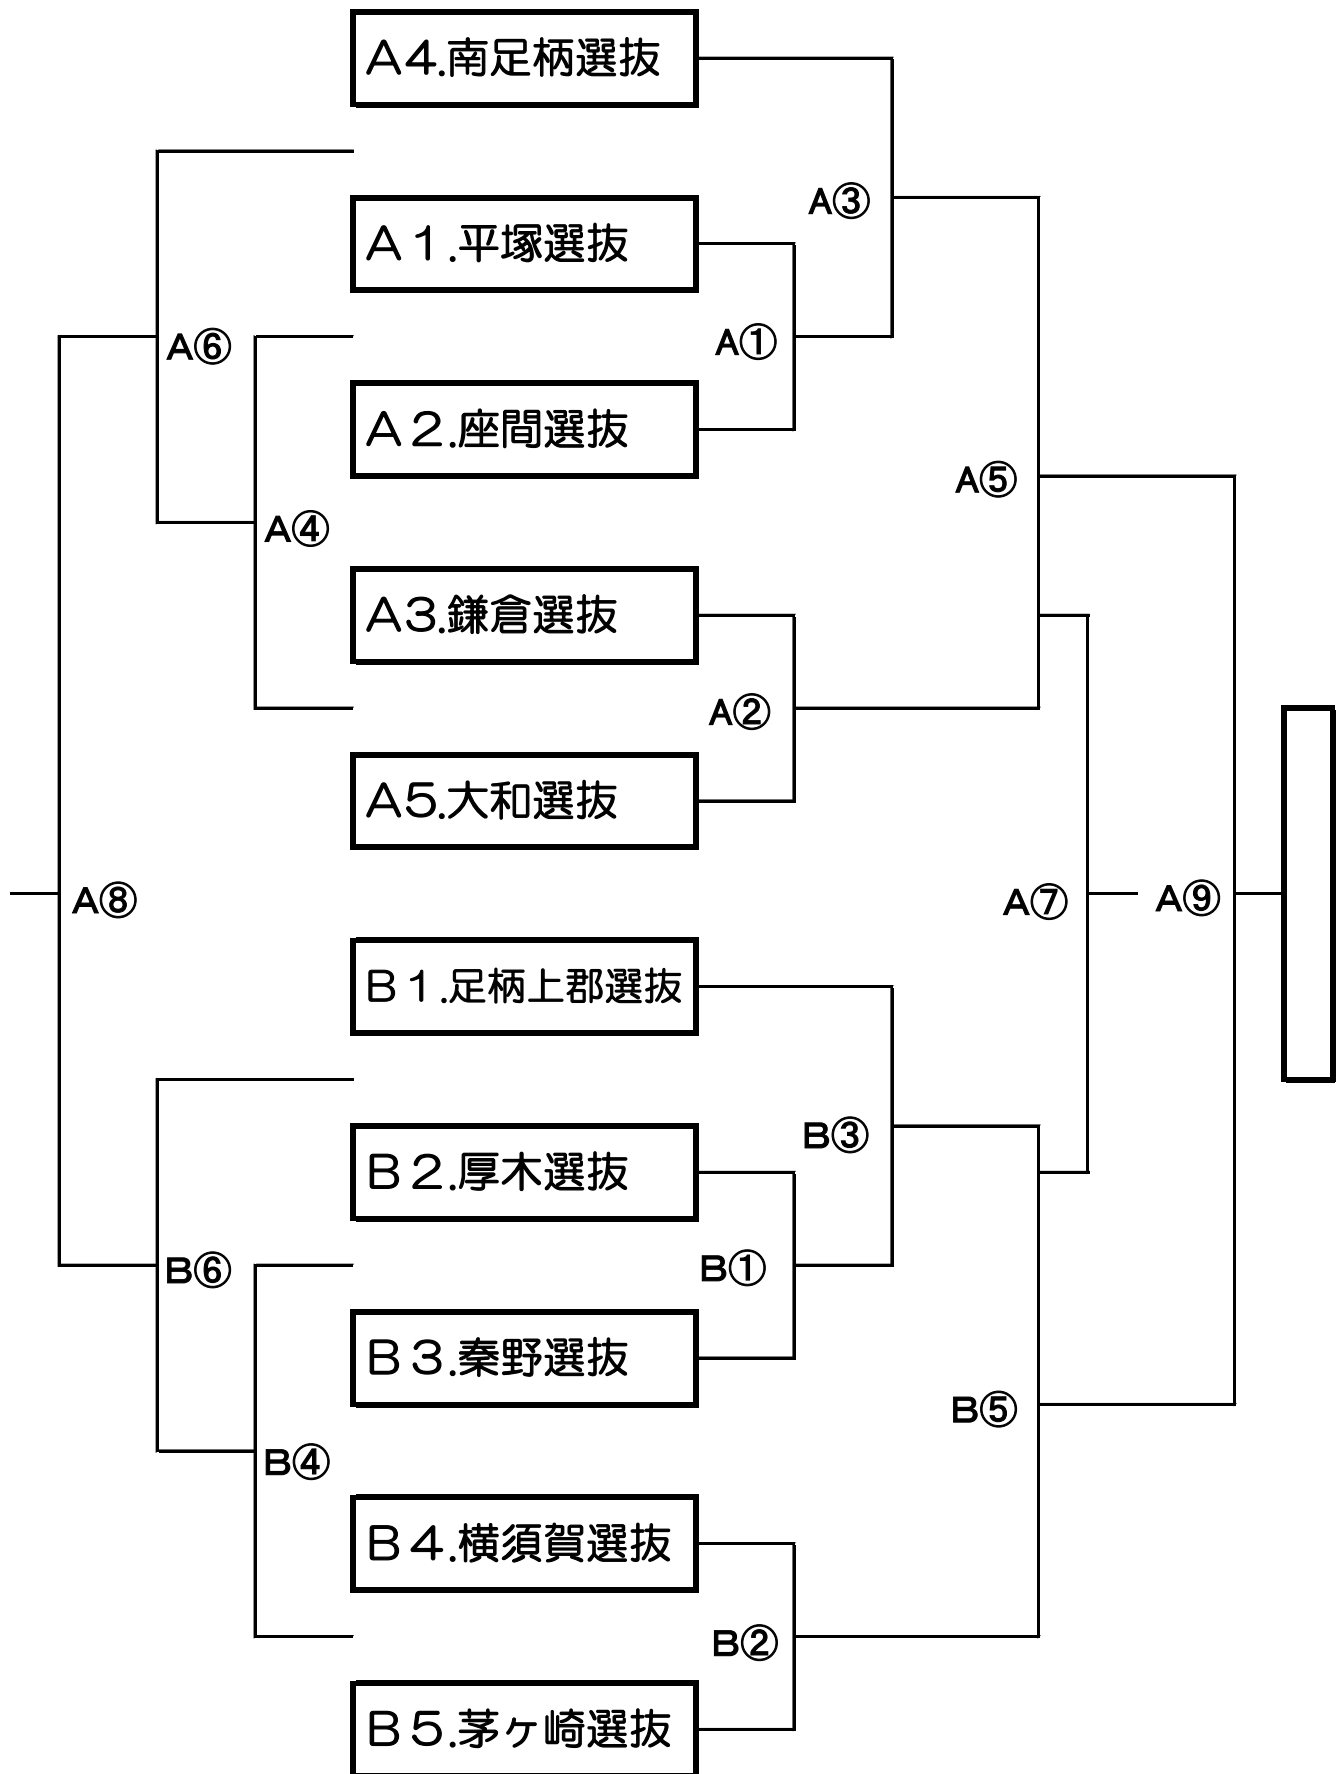 A4.南足柄選抜
A③
A１.平塚選抜
A⑥
A①
A２.座間選抜
A⑤
A④
A3.鎌倉選抜
A②
A5.大和選抜
A⑧
A⑦
A⑨
B１.足柄上郡選抜
B③
B２.厚木選抜
B⑥
B①
B３.秦野選抜
B⑤
B④
B４.横須賀選抜
B②
B５.茅ヶ崎選抜